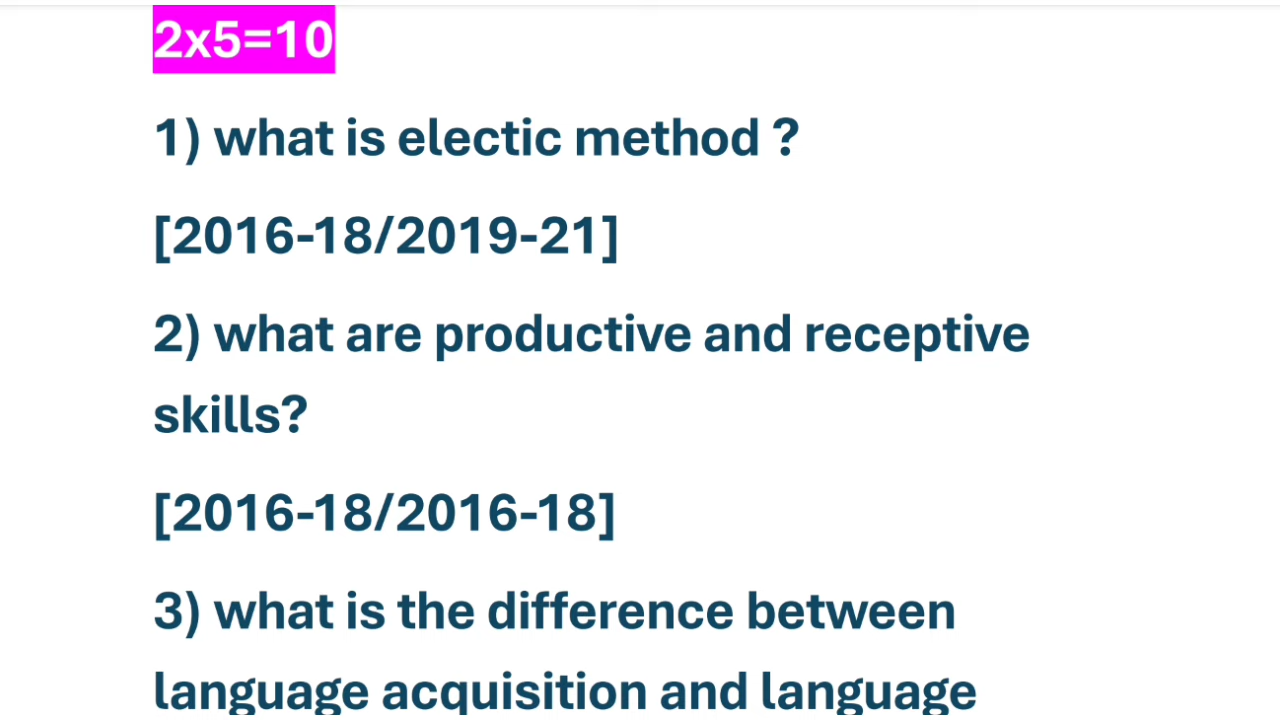 2x5=10
1) what is electic method ?
[2016-18/2019-21]
2) what are productive and receptive
skills?
[2016-18/2016-18]
3) what is the difference between
language acquisition and language